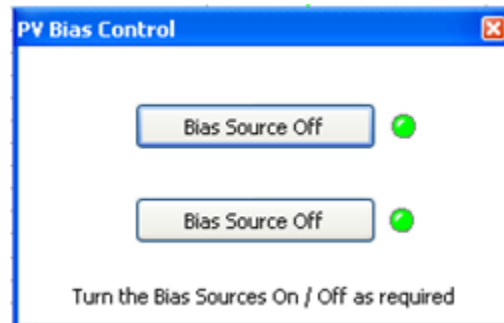 PV Bias Control
Bias Source Off
Bias Source Off
Turn the Bias Sources On / Off as required